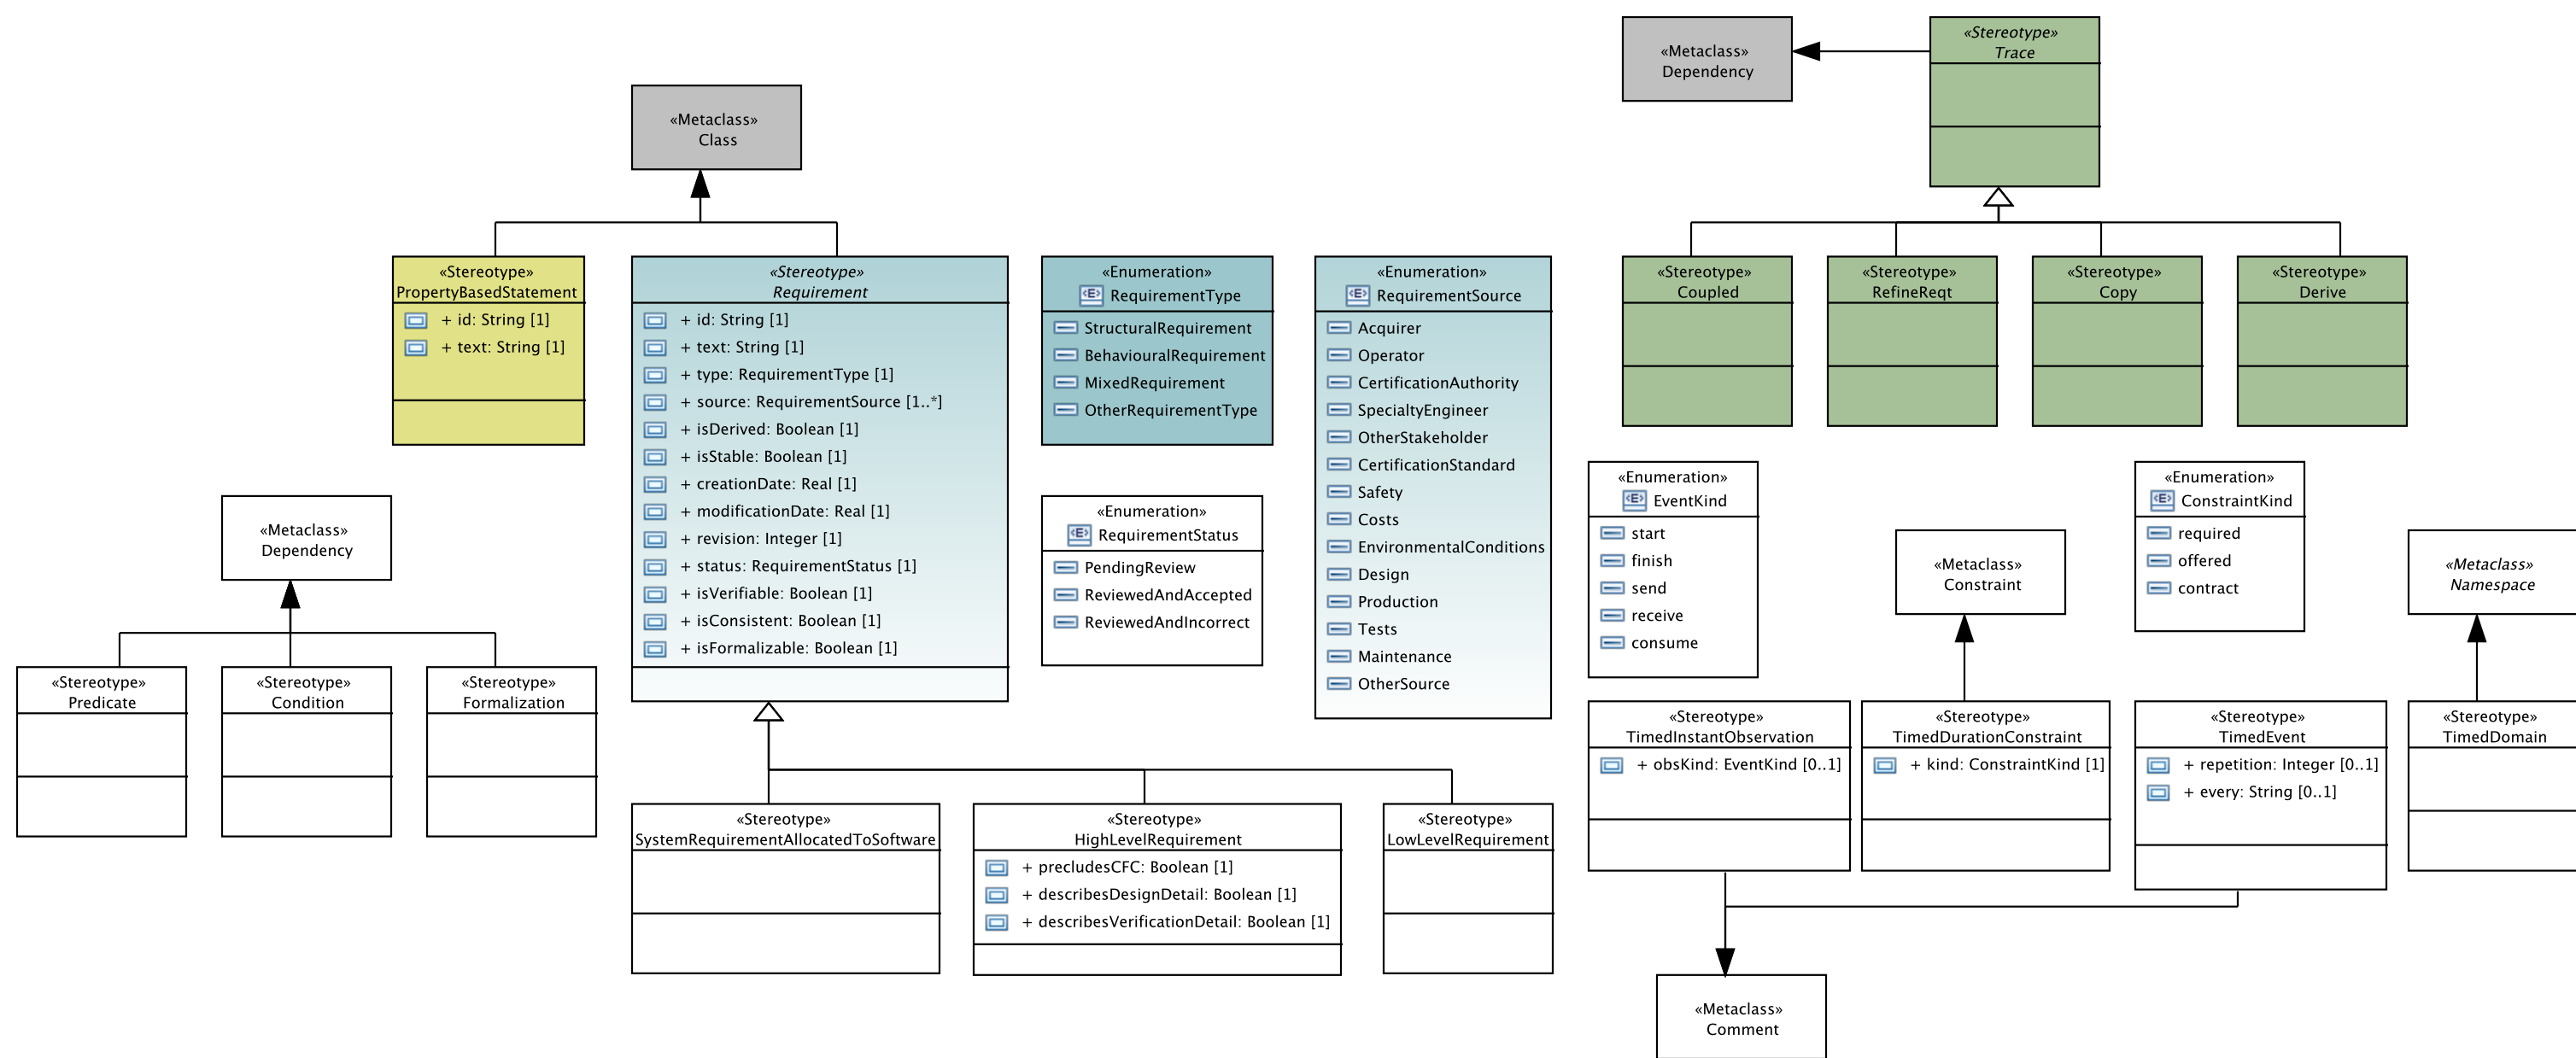 «Metaclass»
Class
«Stereotype»
PropertyBasedStatement
+ id: String [1]
+ text: String [1]
«Stereotype»
Requirement
+ id: String [1]
+ text: String [1]
+ type: RequirementType [1]
+ source: RequirementSource [1..*]
+ isDerived: Boolean [1]
+ isStable: Boolean [1]
+ creationDate: Real [1]
+ modificationDate: Real [1]
+ revision: Integer [1]
+ status: RequirementStatus [1]
+ isVerifiable: Boolean [1]
+ isConsistent: Boolean [1]
+ isFormalizable: Boolean [1]
«Enumeration»
<E> RequirementType
StructuralRequirement
BehaviouralRequirement
MixedRequirement
OtherRequirementType
«Enumeration»
<E> RequirementStatus
PendingReview
ReviewedAndAccepted
ReviewedAndIncorrect
«Enumeration»
<E> RequirementSource
Acquirer
Operator
CertificationAuthority
SpecialtyEngineer
OtherStakeholder
CertificationStandard
Safety
Costs
EnvironmentalConditions
Design
Production
Tests
Maintenance
OtherSource
«Metaclass»
Dependency
«Stereotype»
Predicate
«Stereotype»
Condition
«Stereotype»
Formalization
«Stereotype»
SystemRequirementAllocatedToSoftware
«Stereotype»
HighLevelRequirement
+ precludesCFC: Boolean [1]
+ describesDesignDetail: Boolean [1]
+ describesVerificationDetail: Boolean [1]
«Stereotype»
LowLevelRequirement
«Metaclass»
Dependency
«Stereotype»
Trace
«Stereotype»
Coupled
«Stereotype»
RefineReqt
«Stereotype»
Copy
«Stereotype»
Derive
«Enumeration»
<E> EventKind
start
finish
send
receive
consume
«Metaclass»
Constraint
«Enumeration»
<E> ConstraintKind
required
offered
contract
«Metaclass»
Namespace
«Stereotype»
TimedInstantObservation
+ obsKind: EventKind [0..1]
«Stereotype»
TimedDurationConstraint
+ kind: ConstraintKind [1]
«Stereotype»
TimedEvent
+ repetition: Integer [0..1]
+ every: String [0..1]
«Stereotype»
TimedDomain
«Metaclass»
Comment